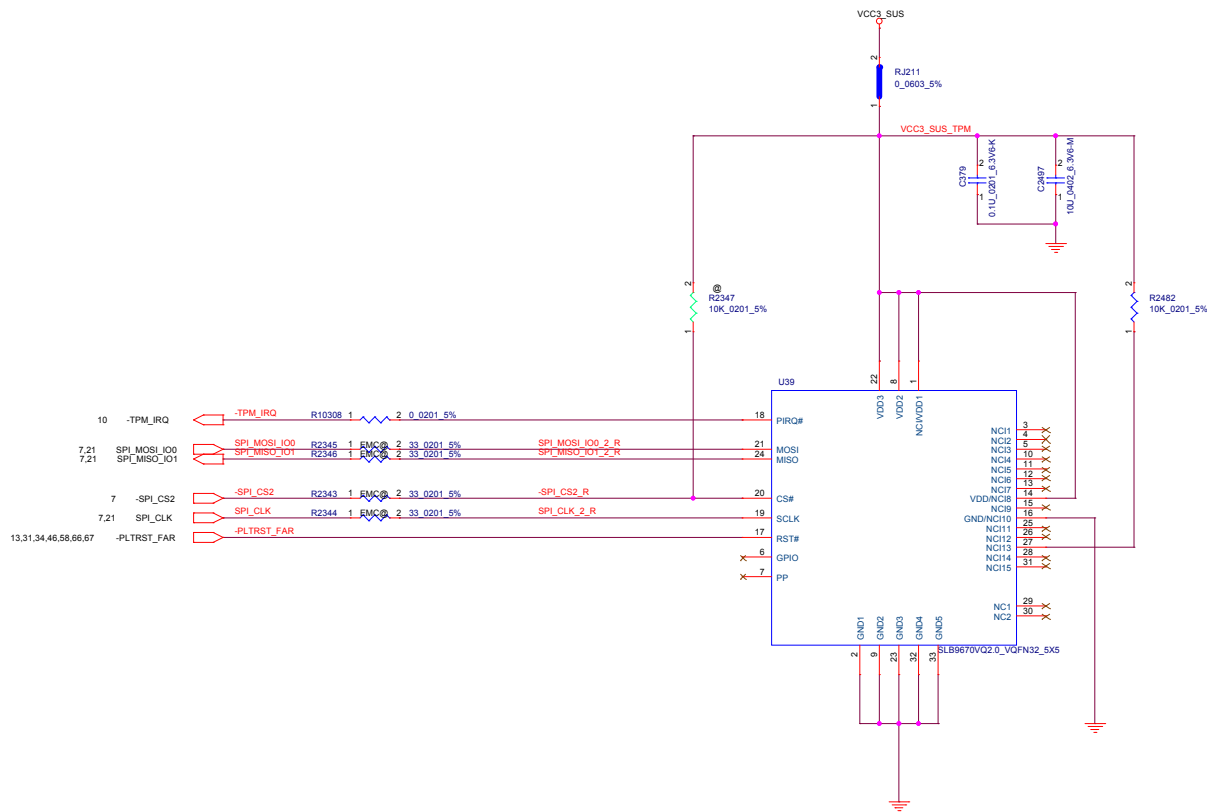 VCC3_SUS
2
RJ211
0_0603_5%
1
VCC3_SUS_TPM
2
C379
0.1U_0201_6.3V6-K
1
2
C2497
10U_0402_6.3V6-M
1
2
@
R2347
10K_0201_5%
1
2
R2482
10K_0201_5%
1
U39
22
8
1
VDD3
VDD2
NCI/VDD1
10 -TPM_IRQ -TPM_IRQ R10308 1 2 0_0201_5% 18 PIRQ#
7,21 SPI_MOSI_IO0 SPI_MOSI_IO0 R2345 1 EMC@ 2 33_0201_5% SPI_MOSI_IO0_2_R 21 MOSI
7,21 SPI_MISO_IO1 SPI_MISO_IO1 R2346 1 EMC@ 2 33_0201_5% SPI_MISO_IO1_2_R 24 MISO
7 -SPI_CS2 -SPI_CS2 R2343 1 EMC@ 2 33_0201_5% -SPI_CS2_R 20 CS#
7,21 SPI_CLK SPI_CLK R2344 1 EMC@ 2 33_0201_5% SPI_CLK_2_R 19 SCLK
13,31,34,46,58,66,67 -PLTRST_FAR -PLTRST_FAR 17 RST#
6 GPIO
7 PP
NCI1 3
NCI2 4
NCI3 5
NCI4 10
NCI5 11
NCI6 12
NCI7 13
VDD/NCI8 14
NCI9 15
GND/NCI10 16
NCI11 25
NCI12 26
NCI13 27
NCI14 28
NCI15 31
NC1 29
NC2 30
GND1
GND2
GND3
GND4
GND5
2
9
23
32
33
SLB9670VQ2.0_VQFN32_5X5